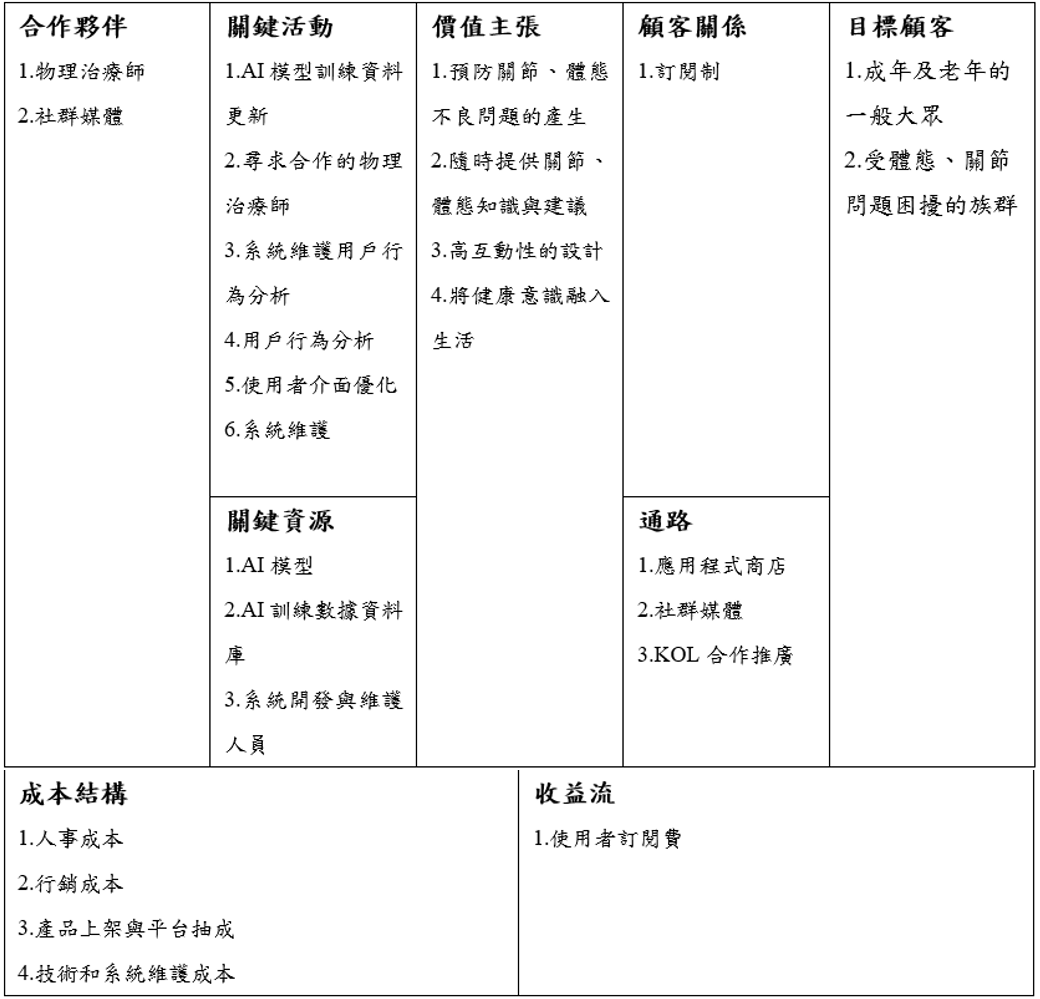 合作夥伴
1.物理治療師
2.社群媒體
關鍵活動
1.AI 模型訓練資料
更新
2.尋求合作的物理
治療師
3.系統維護用戶行
為分析
4.用戶行為分析
5.使用者介面優化
6.系統維護
關鍵資源
1.AI 模型
2.AI 訓練數據資料
庫
3.系統開發與維護
人員
價值主張
1.預防關節、體態
不良問題的產生
2.隨時提供關節、
體態知識與建議
3.高互動性的設計
4.將健康意識融入
生活
顧客關係
1.訂閱制
通路
1.應用程式商店
2.社群媒體
3.KOL 合作推廣
目標顧客
1.成年及老年的
一般大眾
2.受體態、關節
問題困擾的族群
成本結構
1.人事成本
2.行銷成本
3.產品上架與平台抽成
4.技術和系統維護成本
收益流
1.使用者訂閱費